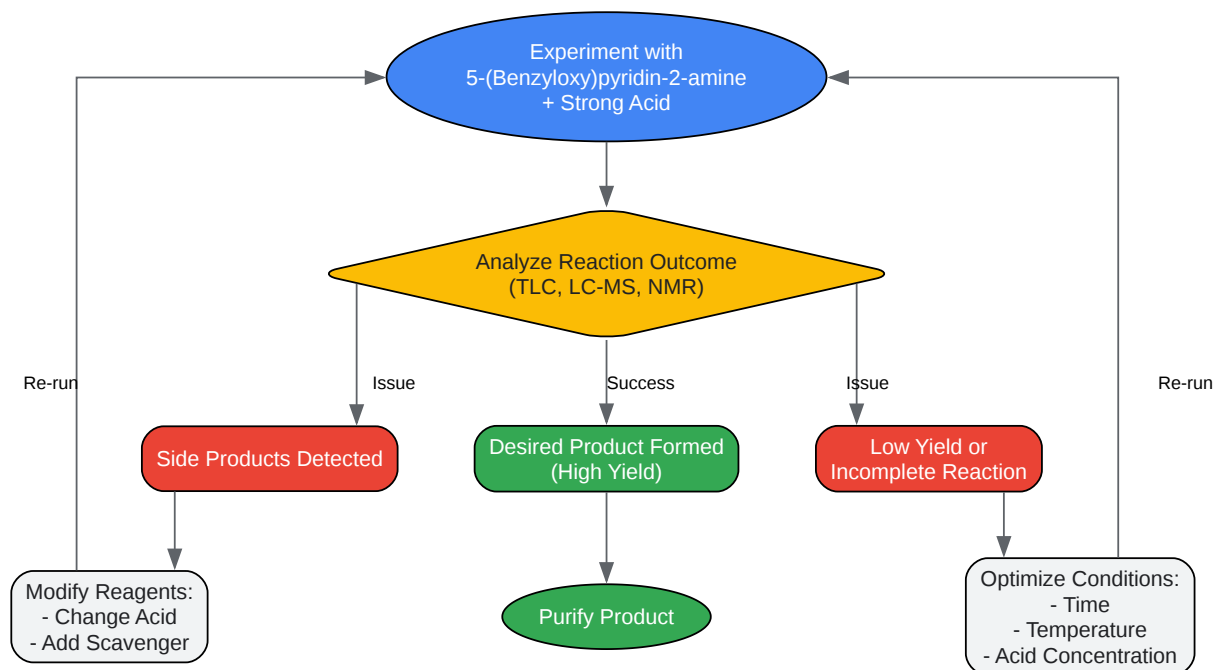 Experiment with
5-(Benzyloxy)pyridin-2-amine
+ Strong Acid
Analyze Reaction Outcome
(TLC, LC-MS, NMR)
Re-run
Issue
Success
Issue
Re-run
Side Products Detected
Desired Product Formed
(High Yield)
Low Yield or
Incomplete Reaction
Modify Reagents:
- Change Acid
- Add Scavenger
Purify Product
Optimize Conditions:
- Time
- Temperature
- Acid Concentration